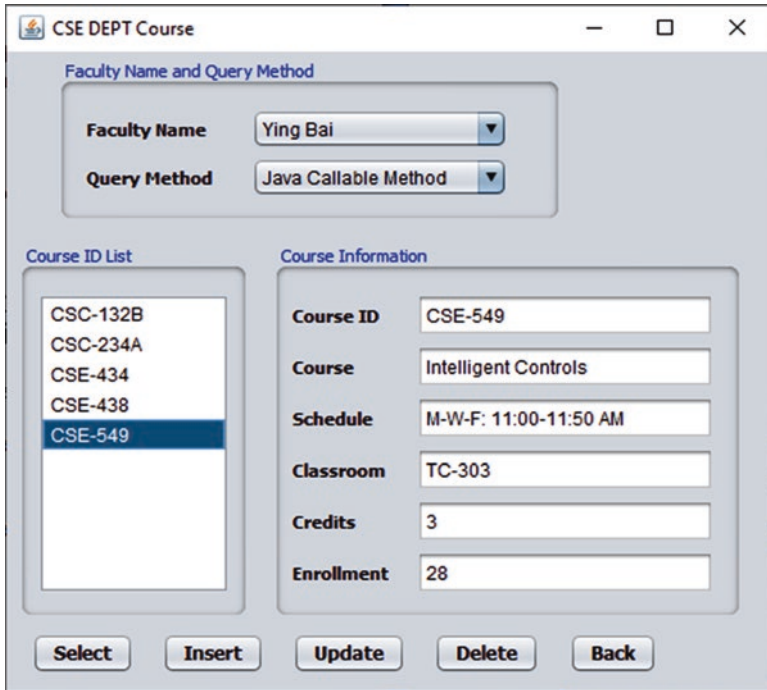 CSE DEPT Course
Faculty Name and Query Method
Faculty Name Ying Bai
Query Method Java Callable Method
Course ID List
CSC-132B
CSC-234A
CSE-434
CSE-438
CSE-549
Course Information
Course ID CSE-549
Course Intelligent Controls
Schedule M-W-F: 11:00-11:50 AM
Classroom TC-303
Credits 3
Enrollment 28
Select Insert Update Delete Back